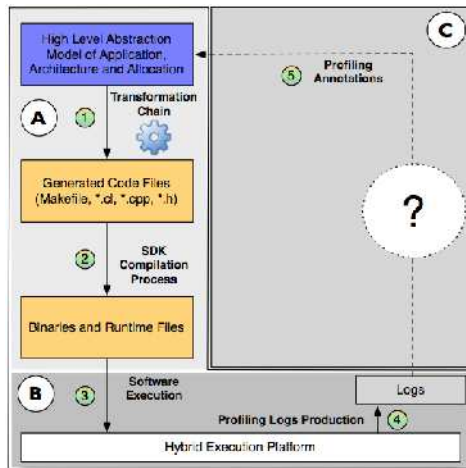 High Level Abstraction
Model of Application,
Architecture and Allocation
C
5
Profiling
Annotations
A
1
Transformation
Chain
Generated Code Files
(Makefile, *.cl, *.cpp, *.h)
?
2
SDK
Compilation
Process
Binaries and Runtime Files
B
3
Software
Execution
Logs
Profiling Logs Production
4
Hybrid Execution Platform